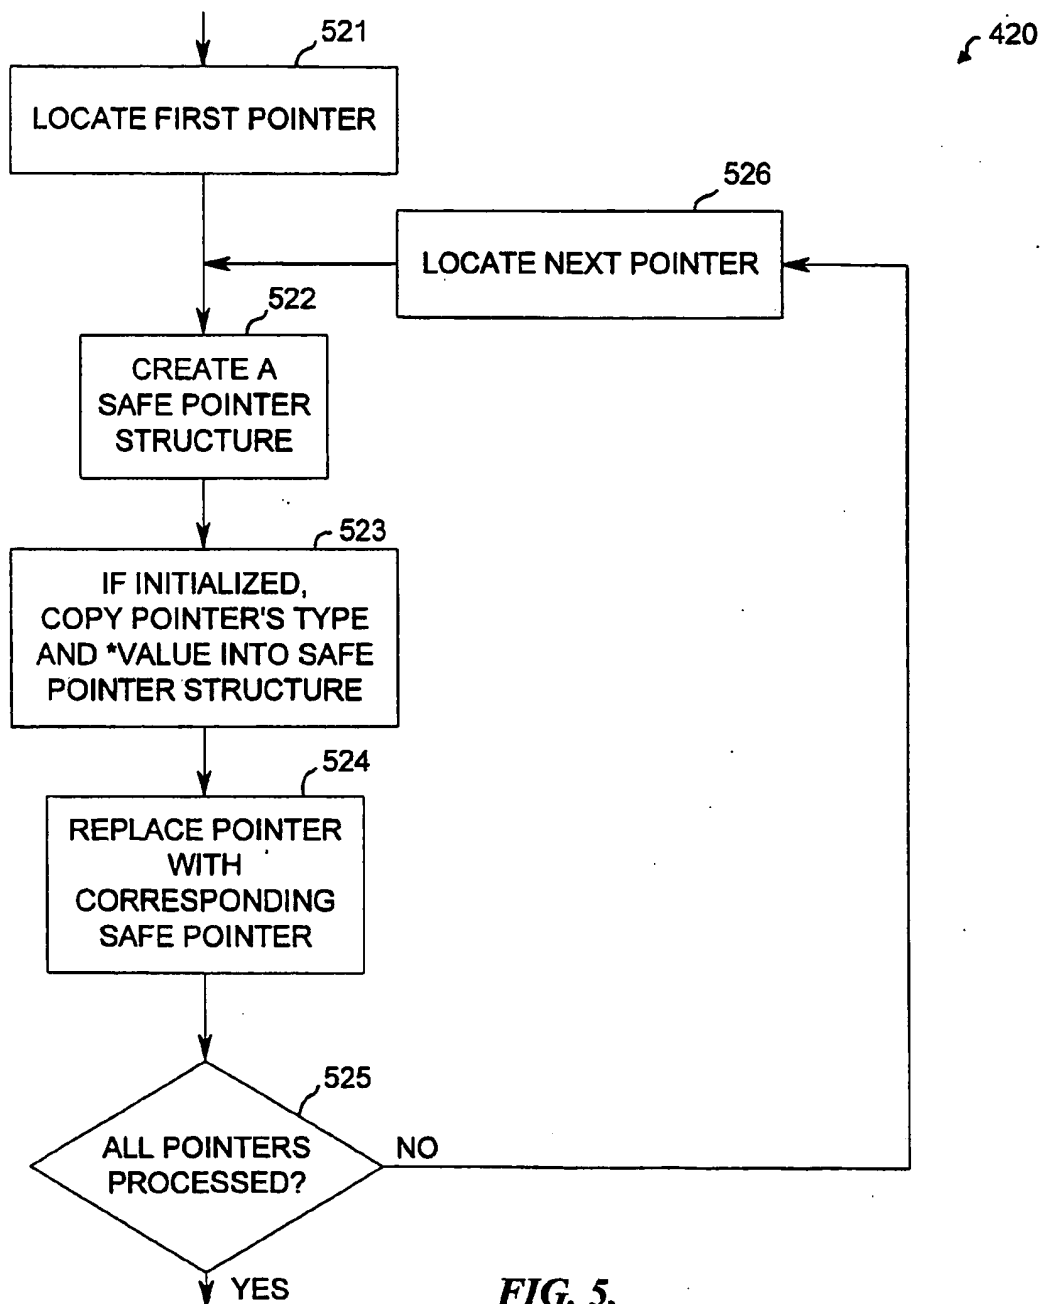 521
420
LOCATE FIRST POINTER
526
LOCATE NEXT POINTER
522
CREATE A
SAFE POINTER
STRUCTURE
523
IF INITIALIZED,
COPY POINTER'S TYPE
AND *VALUE INTO SAFE
POINTER STRUCTURE
524
REPLACE POINTER
WITH
CORRESPONDING
SAFE POINTER
525
ALL POINTERS
PROCESSED?
NO
YES
FIG. 5.